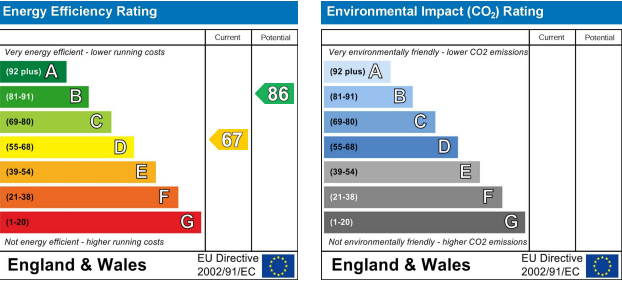 Energy Efficiency Rating
Current Potential
Very energy efficient - lower running costs
(92 plus) A
(81-91) B
86
(69-80) C
(55-68) D
67
(39-54) E
(21-38) F
(1-20) G
Not energy efficient - higher running costs
England & Wales
EU Directive
2002/91/EC
Environmental Impact (CO₂) Rating
Current Potential
Very environmentally friendly - lower CO2 emissions
(92 plus) A
(81-91) B
(69-80) C
(55-68) D
(39-54) E
(21-38) F
(1-20) G
Not environmentally friendly - higher CO2 emissions
England & Wales
EU Directive
2002/91/EC